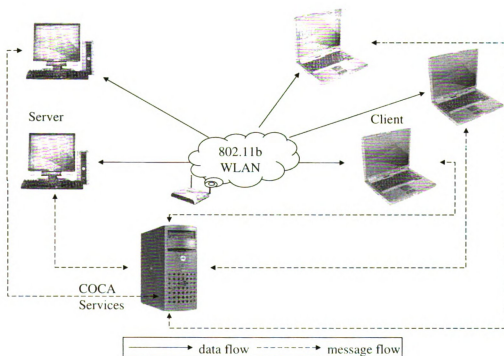 Server
Client
802.11b
WLAN
COCA
Services
data flow
message flow